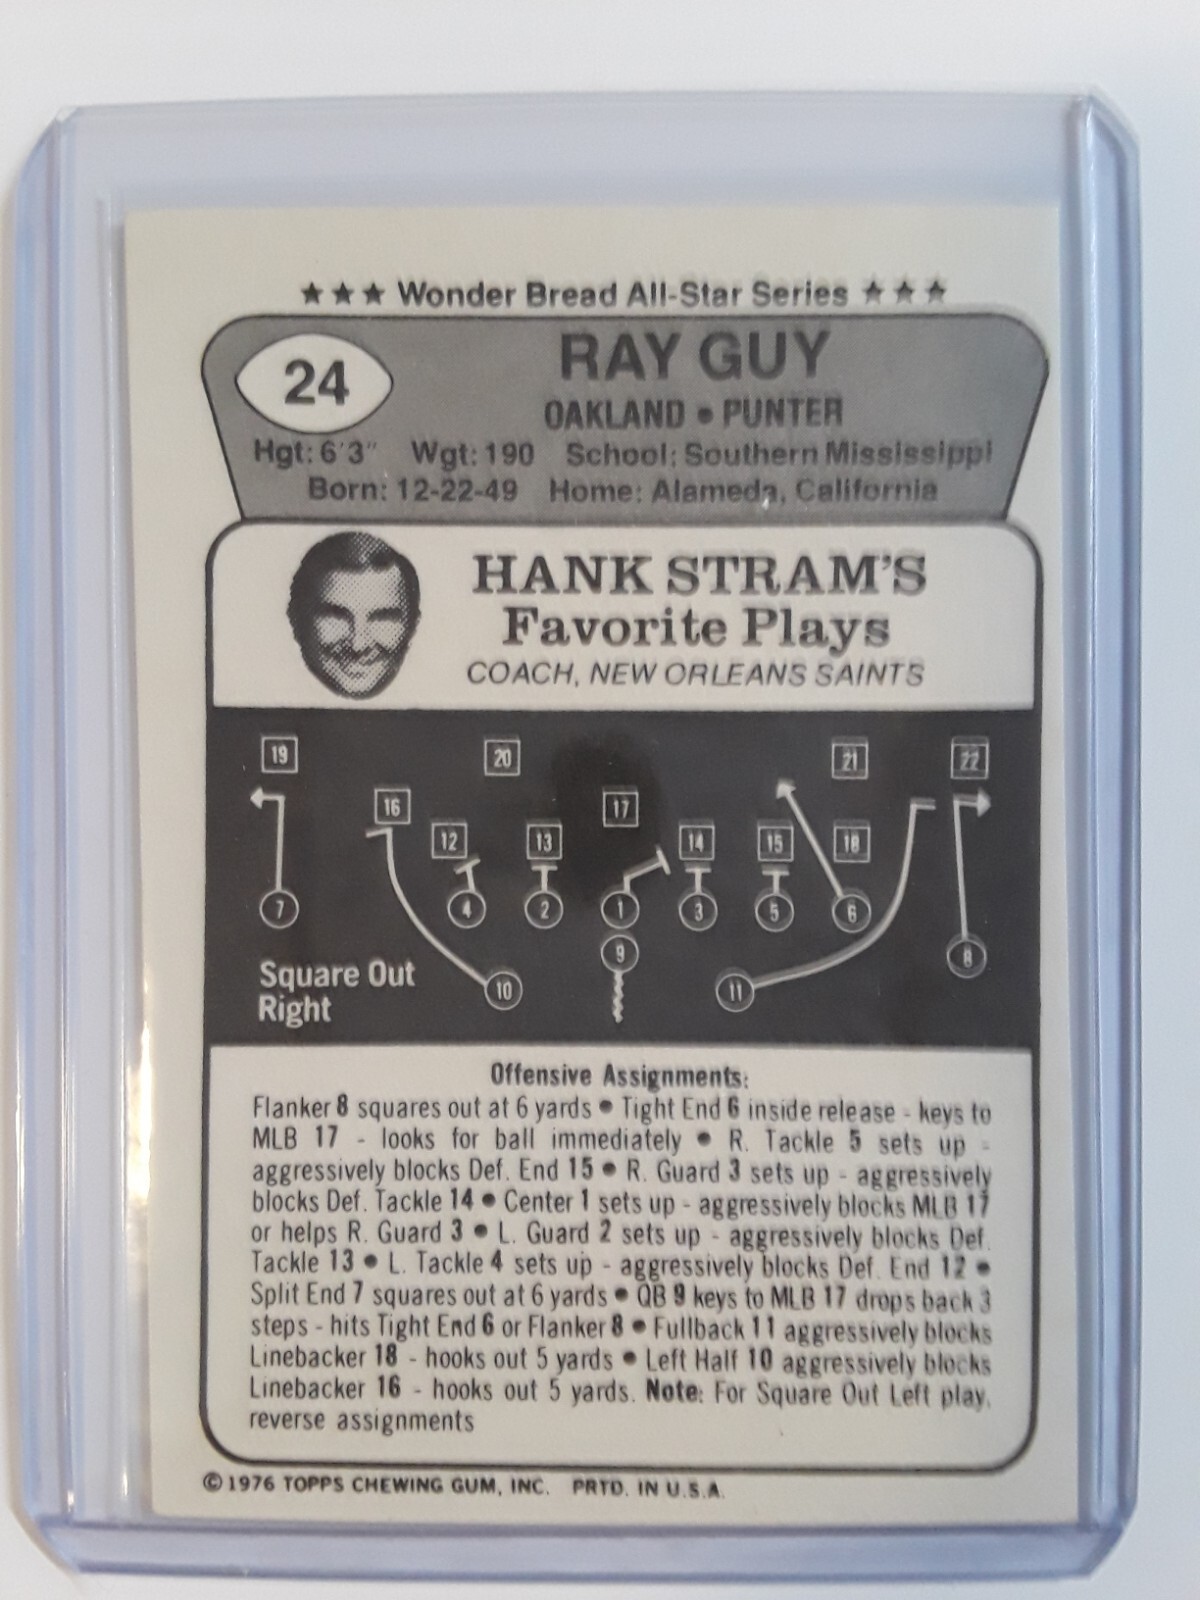 ★★★ Wonder Bread All-Star Series ★★★
24
RAY GUY
OAKLAND • PUNTER
Hgt: 6'3" Wgt: 190 School: Southern Mississippi
Born: 12-22-49 Home: Alameda, California
HANK STRAM'S
Favorite Plays
COACH, NEW ORLEANS SAINTS
19 20 21 22
16 17
12 13 14 15 18
7 4 2 1 3 5 6
9 8
10 11
Square Out
Right
Offensive Assignments:
Flanker 8 squares out at 6 yards • Tight End 6 inside release - keys to
MLB 17 - looks for ball immediately • R. Tackle 5 sets up -
aggressively blocks Def. End 15 • R. Guard 3 sets up - aggressively
blocks Def. Tackle 14 • Center 1 sets up - aggressively blocks MLB 17
or helps R. Guard 3 • L. Guard 2 sets up - aggressively blocks Def.
Tackle 13 • L. Tackle 4 sets up - aggressively blocks Def. End 12 •
Split End 7 squares out at 6 yards • QB 9 keys to MLB 17 drops back 3
steps - hits Tight End 6 or Flanker 8 • Fullback 11 aggressively blocks
Linebacker 18 - hooks out 5 yards • Left Half 10 aggressively blocks
Linebacker 16 - hooks out 5 yards. Note: For Square Out Left play,
reverse assignments
© 1976 TOPPS CHEWING GUM, INC. PRTD. IN U.S.A.